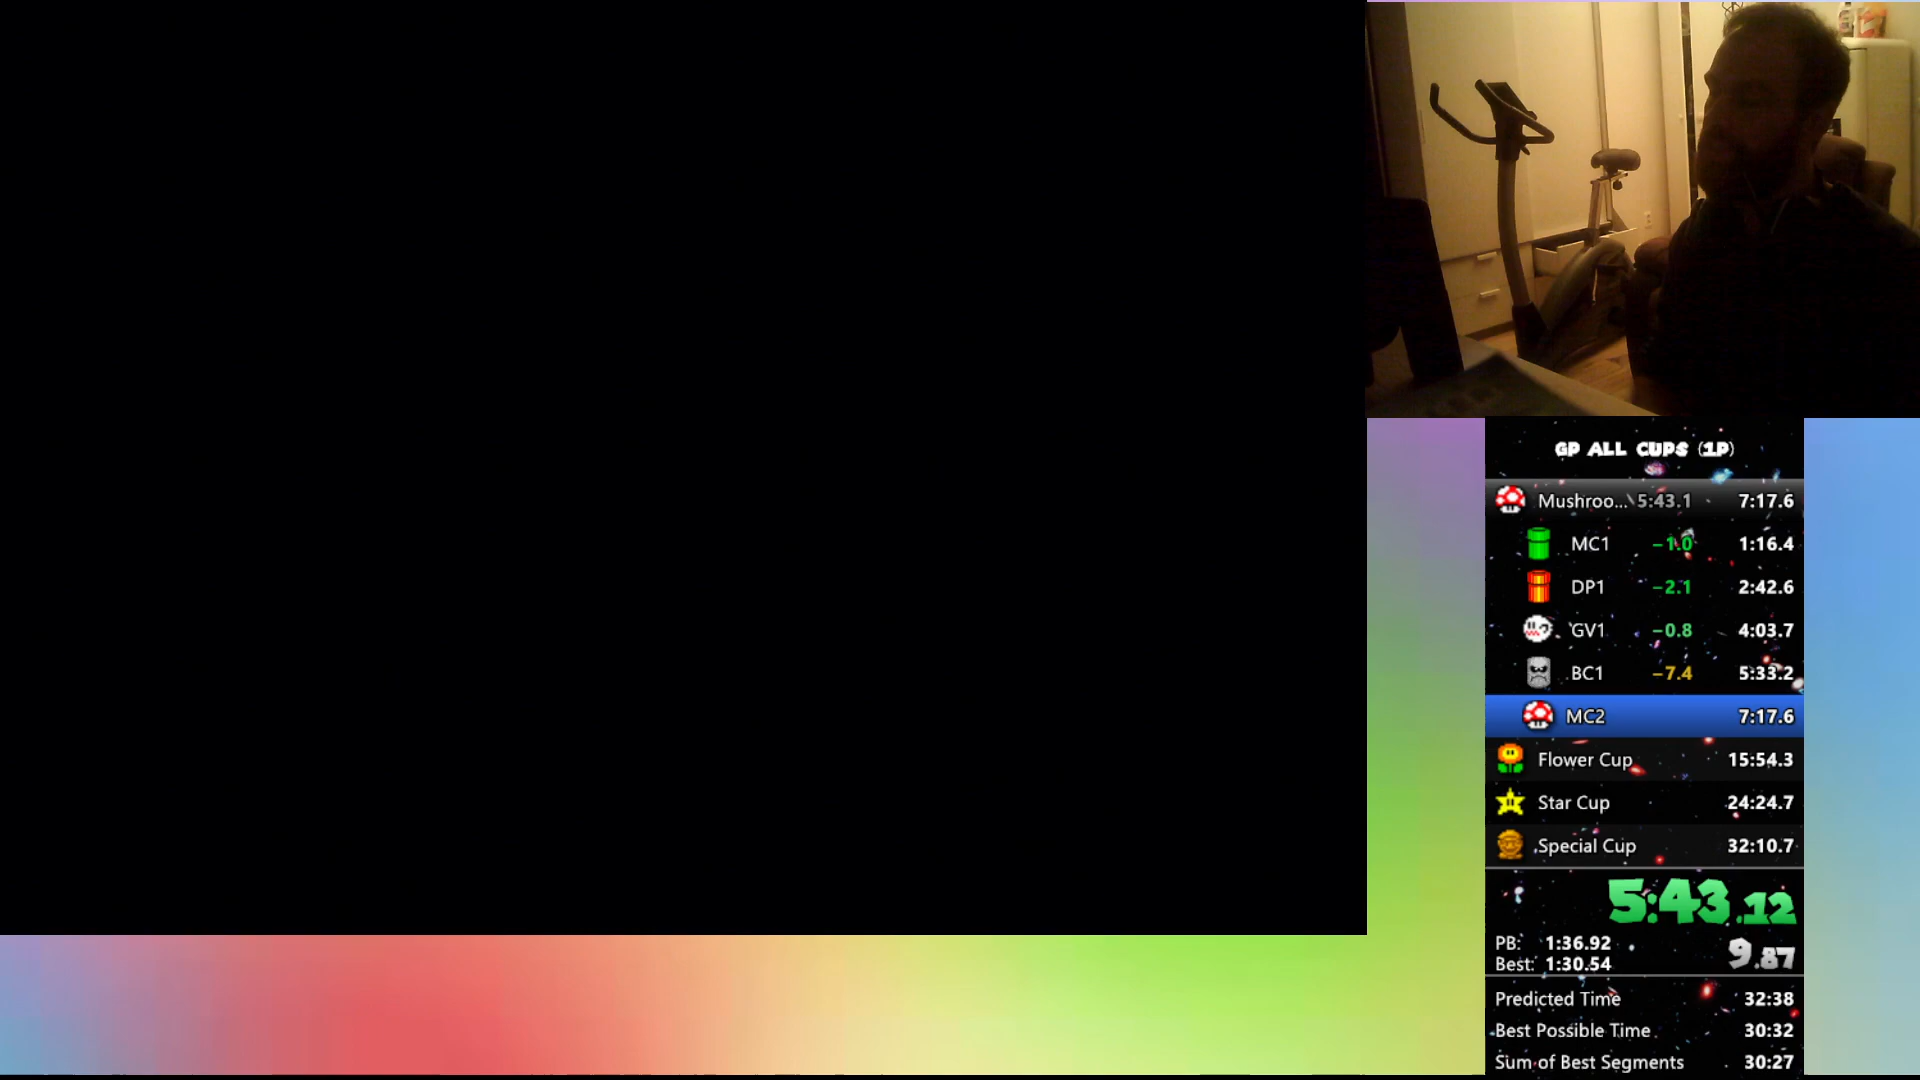 GP ALL CUPS (1P)
Mushroo... 5:43.1 7:17.6
MC1 -1.0 1:16.4
DP1 -2.1 2:42.6
GV1 -0.8 4:03.7
BC1 -7.4 5:33.2
MC2 7:17.6
Flower Cup 15:54.3
Star Cup 24:24.7
Special Cup 32:10.7
5:43.12
PB: 1:36.92 9.87
Best: 1:30.54
Predicted Time 32:38
Best Possible Time 30:32
Sum of Best Segments 30:27